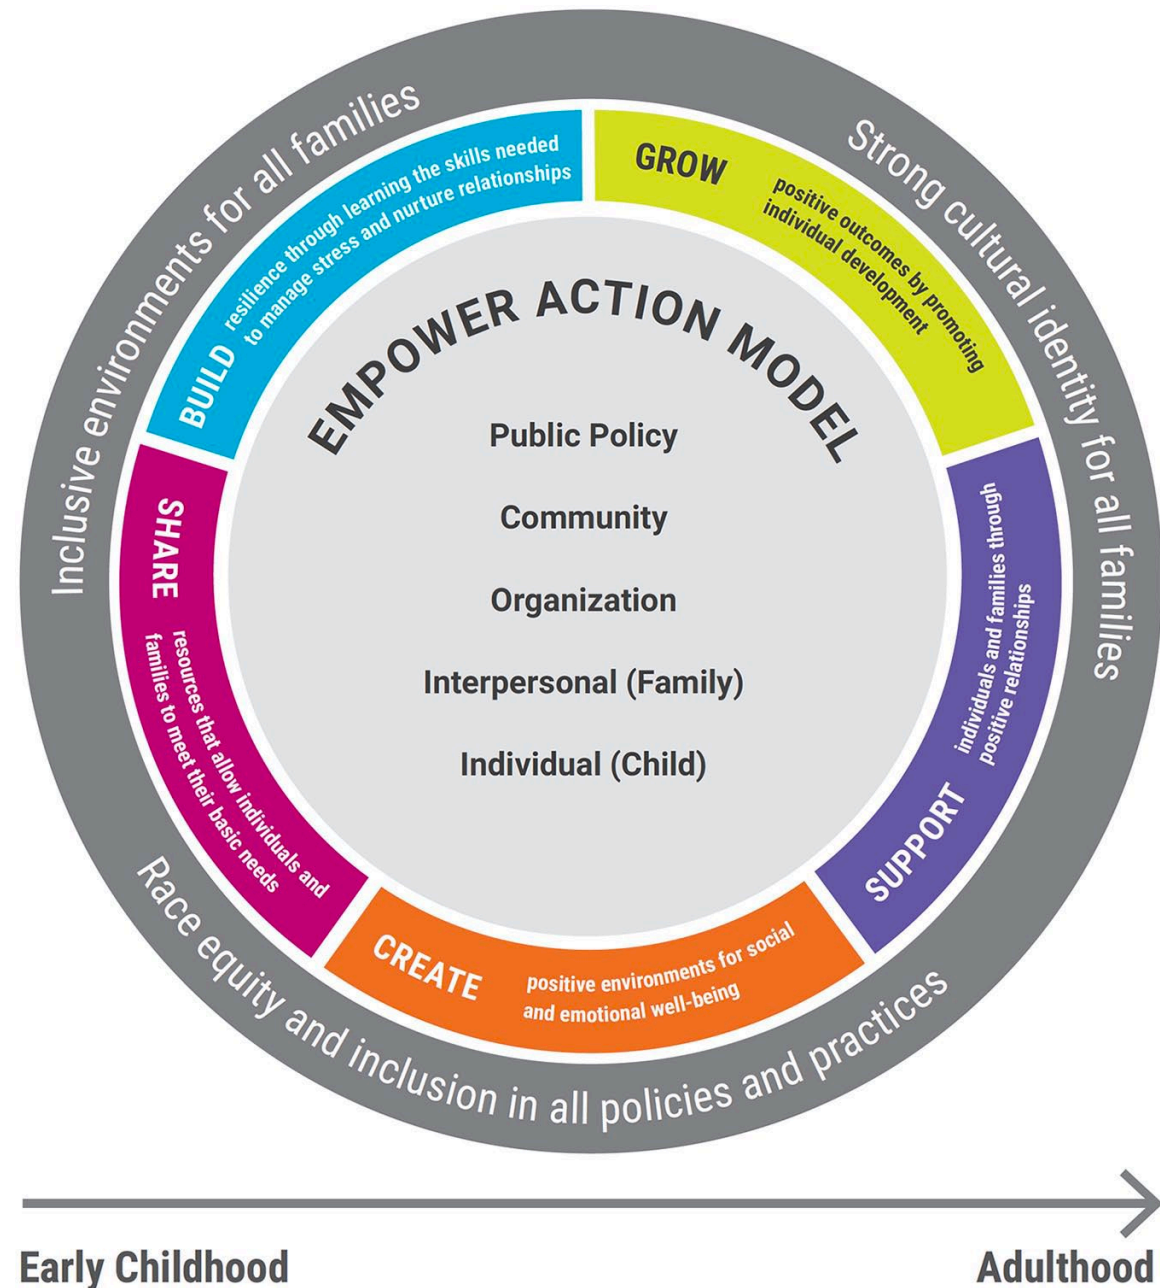 Inclusive environments for all families
Strong cultural identity for all families
Race equity and inclusion in all policies and practices
BUILD
resilience through learning the skills needed
to manage stress and nurture relationships
GROW
positive outcomes by promoting
individual development
SUPPORT
individuals and families through
positive relationships
CREATE
positive environments for social
and emotional well-being
SHARE
resources that allow individuals and
families to meet their basic needs
EMPOWER ACTION MODEL
Public Policy
Community
Organization
Interpersonal (Family)
Individual (Child)
Early Childhood
Adulthood